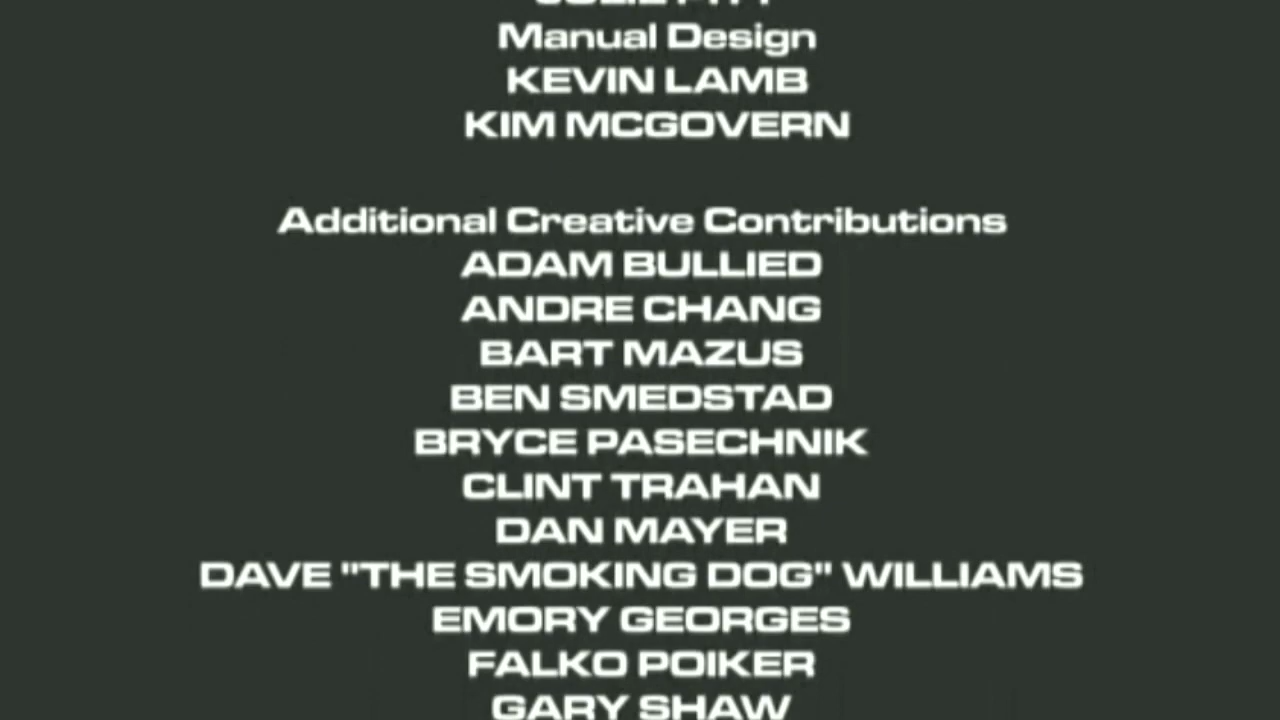 Manual Design
KEVIN LAMB
KIM MCGOVERN
Additional Creative Contributions
ADAM BULLIED
ANDRE CHANG
BART MAZUS
BEN SMEDSTAD
BRYCE PASECHNIK
CLINT TRAHAN
DAN MAYER
DAVE "THE SMOKING DOG" WILLIAMS
EMORY GEORGES
FALKO POIKER
GARY SHAW